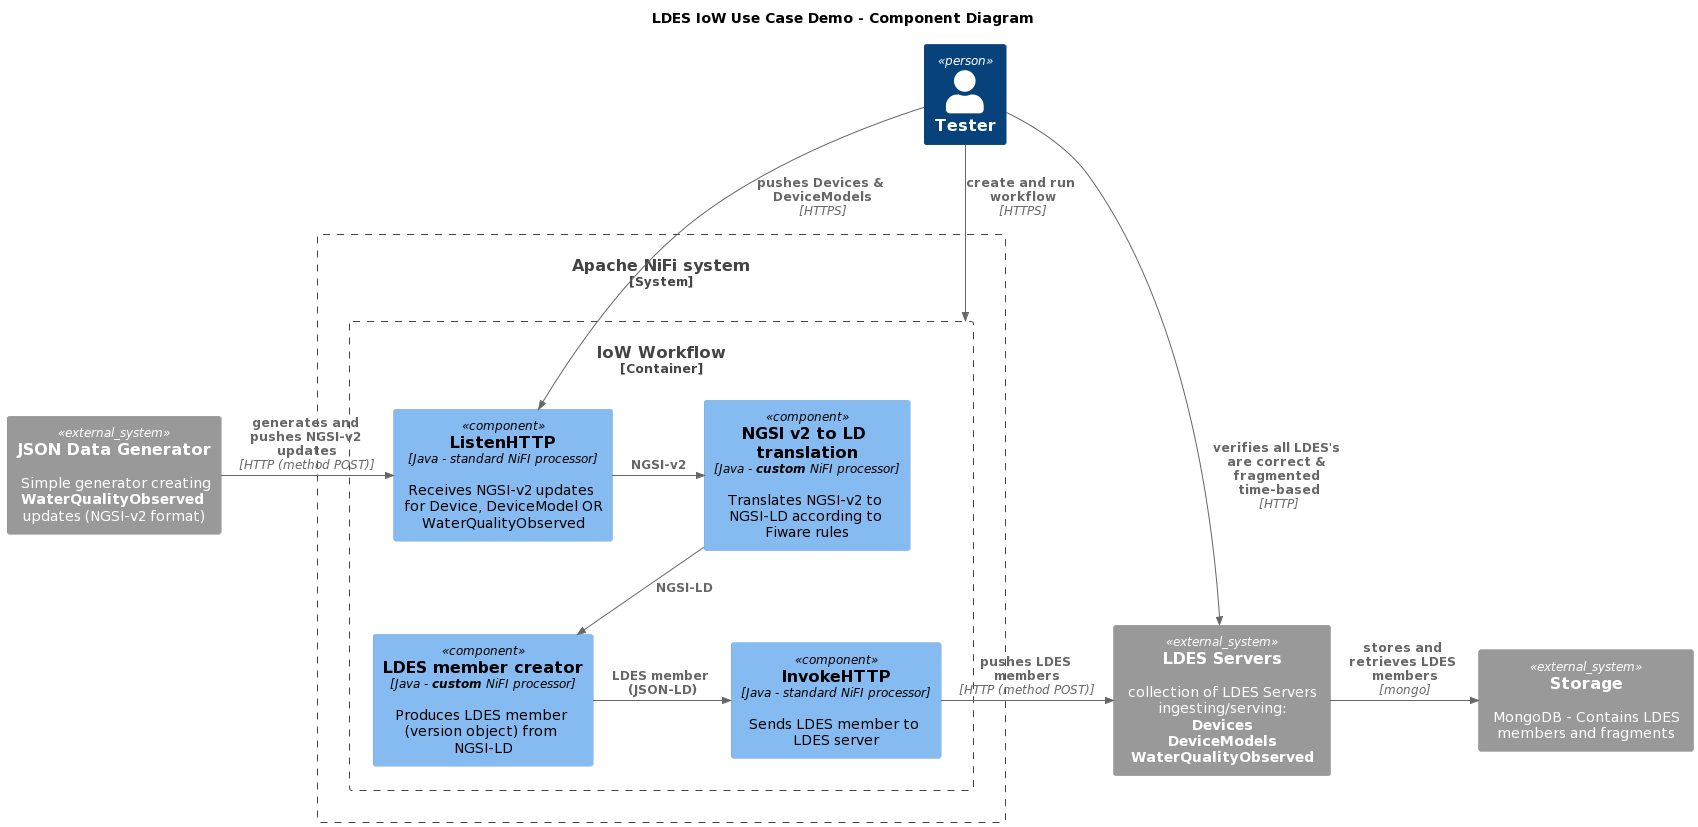 LDES IoW Use Case Demo - Component Diagram
«person»
Tester
pushes Devices &
DeviceModels
[HTTPS]
create and run
workflow
[HTTPS]
Apache NiFi system
[System]
IoW Workflow
[Container]
«external_system»
JSON Data Generator
Simple generator creating
WaterQualityObserved
updates (NGSI-v2 format)
generates and
pushes NGSI-v2
updates
[HTTP (method POST)]
«component»
ListenHTTP
[Java - standard NiFI processor]
Receives NGSI-v2 updates
for Device, DeviceModel OR
WaterQualityObserved
NGSI-v2
«component»
NGSI v2 to LD
translation
[Java - custom NiFI processor]
Translates NGSI-v2 to
NGSI-LD according to
Fiware rules
verifies all LDES's
are correct &
fragmented
time-based
[HTTP]
NGSI-LD
«component»
LDES member creator
[Java - custom NiFI processor]
Produces LDES member
(version object) from
NGSI-LD
LDES member
(JSON-LD)
«component»
InvokeHTTP
[Java - standard NiFI processor]
Sends LDES member to
LDES server
pushes LDES
members
[HTTP (method POST)]
«external_system»
LDES Servers
collection of LDES Servers
ingesting/serving:
Devices
DeviceModels
WaterQualityObserved
stores and
retrieves LDES
members
[mongo]
«external_system»
Storage
MongoDB - Contains LDES
members and fragments